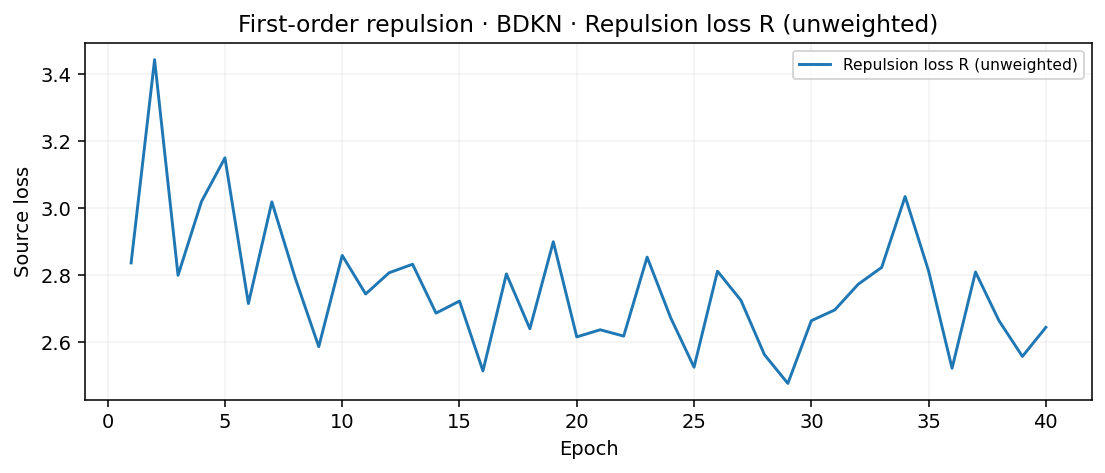 First-order repulsion · BDKN · Repulsion loss R (unweighted)
Repulsion loss R (unweighted)
Source loss
3.4
3.2
3.0
2.8
2.6
0 5 10 15 20 25 30 35 40
Epoch